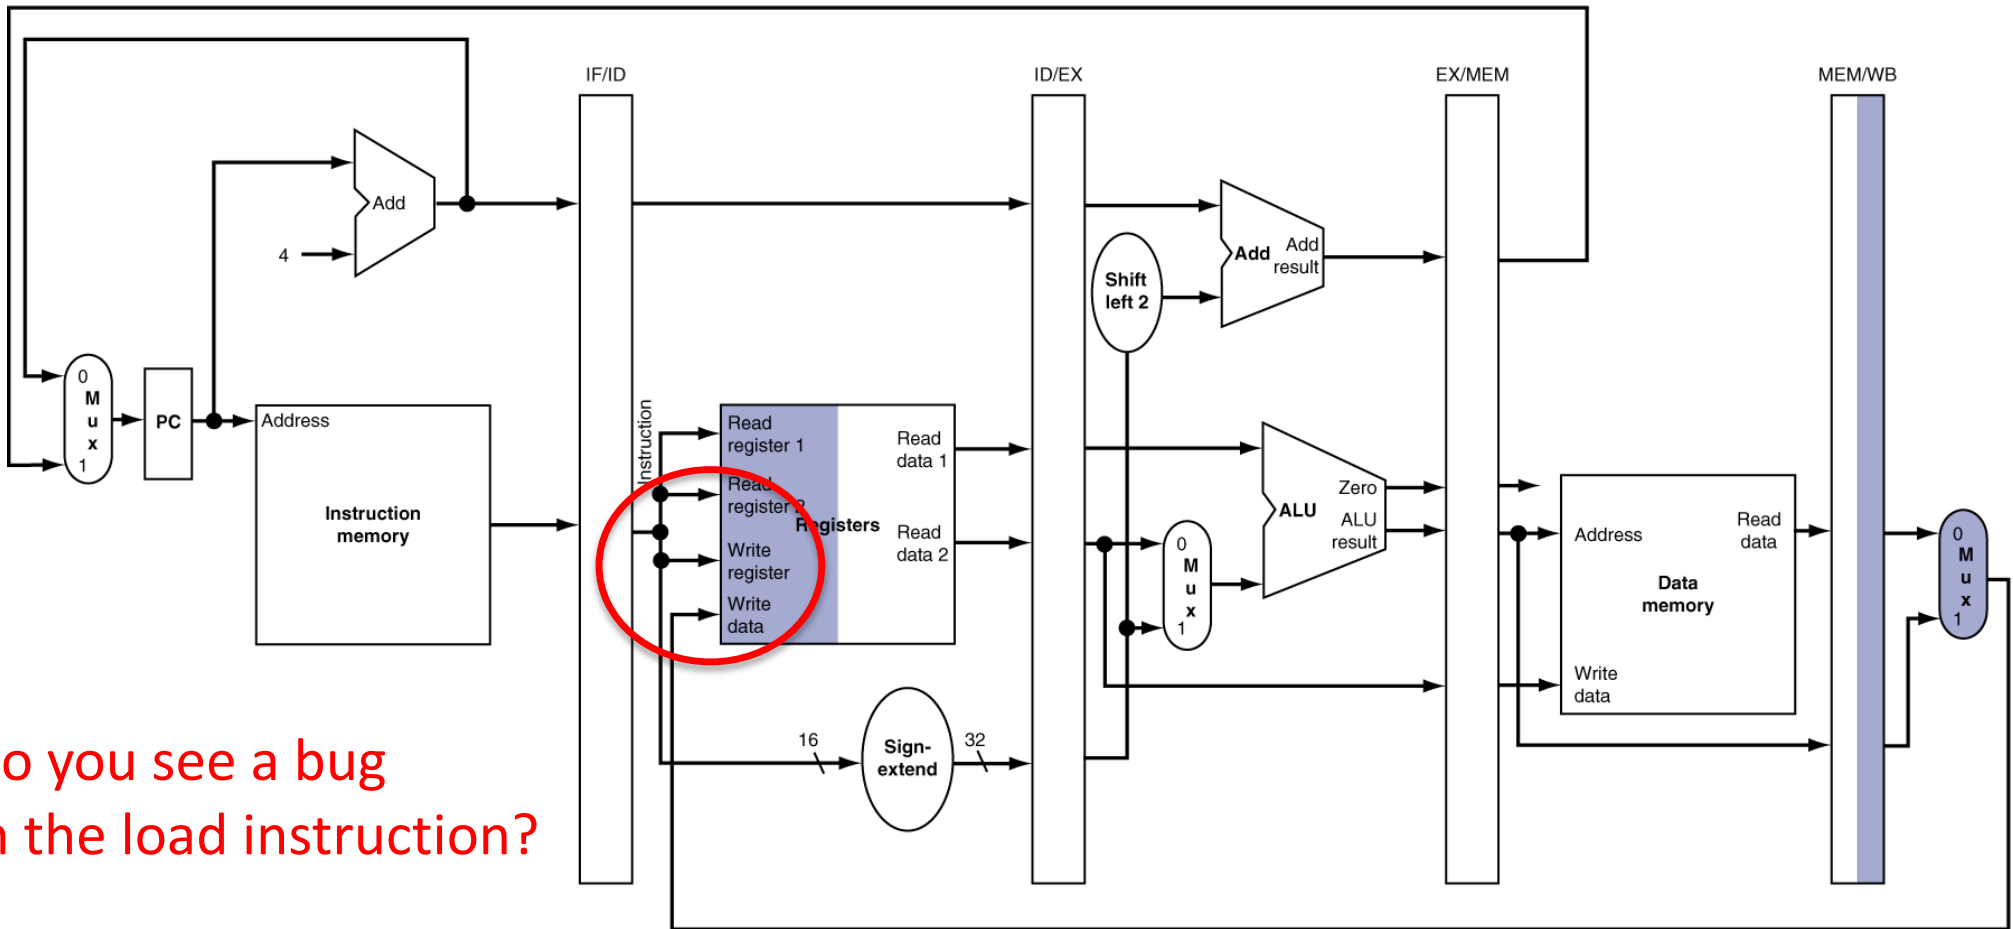 IF/ID
ID/EX
EX/MEM
MEM/WB
Add
4
Add
Add
result
Shift
left 2
0
M
u
x
1
PC
Address
Instruction
memory
Instruction
Read
register 1
Read
register 2
Registers
Write
register
Write
data
Read
data 1
Read
data 2
0
M
u
x
1
ALU
Zero
ALU
result
Address
Read
data
Data
memory
Write
data
0
M
u
x
1
16
Sign-
extend
32
o you see a bug
the load instruction?